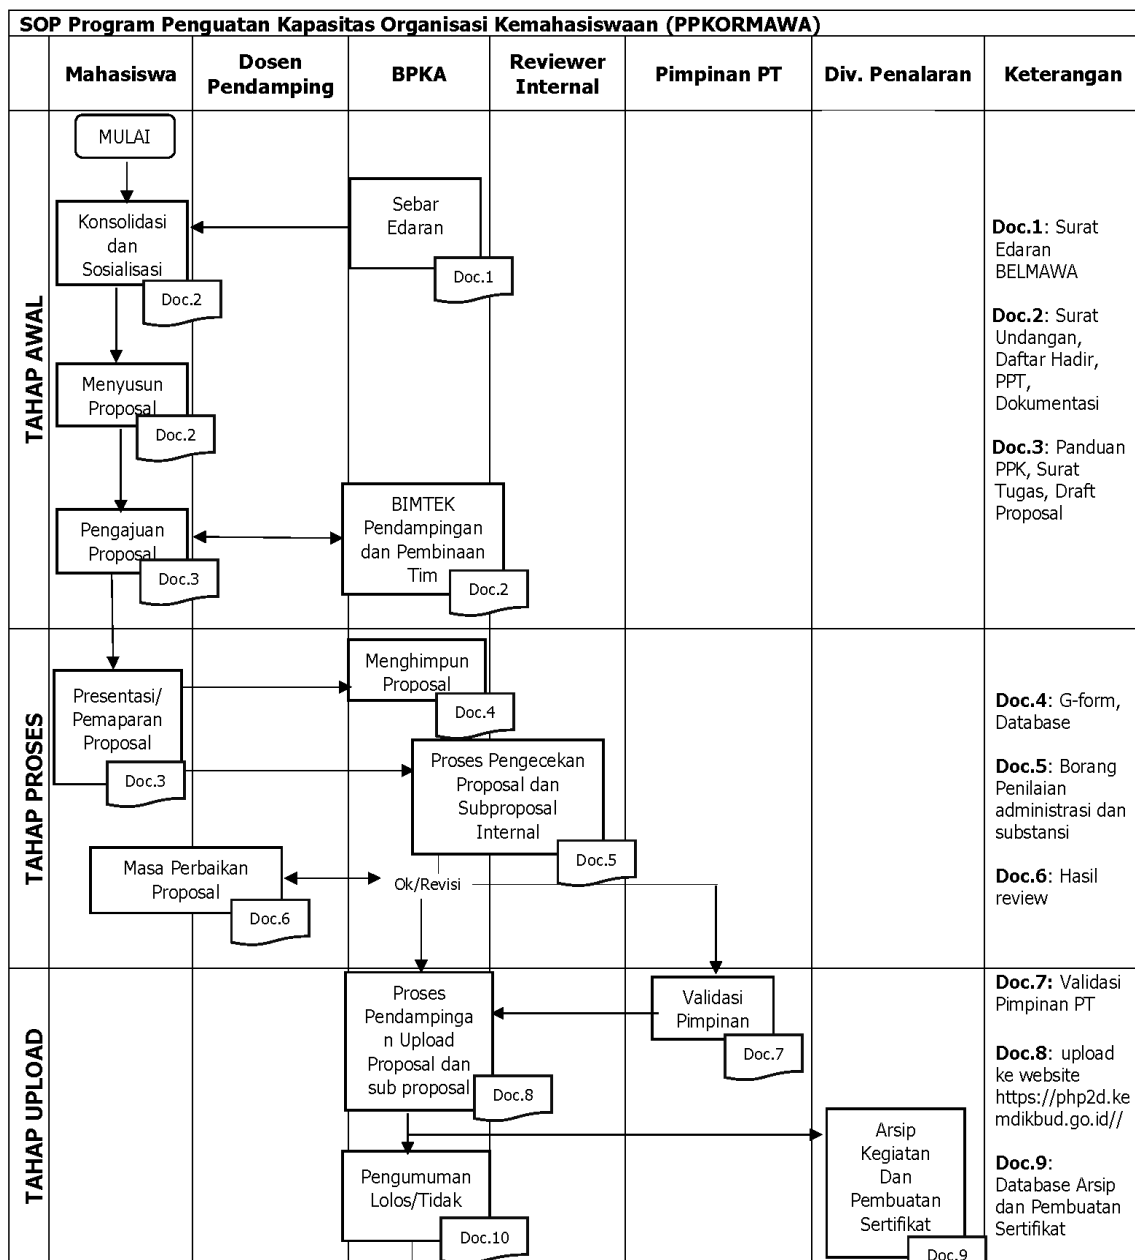 SOP Program Penguatan Kapasitas Organisasi Kemahasiswaan (PPKORMAWA)
Mahasiswa
Dosen
Pendamping
BPKA
Reviewer
Internal
Pimpinan PT
Div. Penalaran
Keterangan
TAHAP AWAL
MULAI
Konsolidasi
dan
Sosialisasi
Doc.2
Sebar
Edaran
Doc.1
Menyusun
Proposal
Doc.2
Pengajuan
Proposal
Doc.3
BIMTEK
Pendampingan
dan Pembinaan
Tim
Doc.2
Doc.1: Surat
Edaran
BELMAWA
Doc.2: Surat
Undangan,
Daftar Hadir,
PPT,
Dokumentasi
Doc.3: Panduan
PPK, Surat
Tugas, Draft
Proposal
TAHAP PROSES
Presentasi/
Pemaparan
Proposal
Doc.3
Menghimpun
Proposal
Doc.4
Proses Pengecekan
Proposal dan
Subproposal
Internal
Doc.5
Masa Perbaikan
Proposal
Doc.6
Ok/Revisi
Doc.4: G-form,
Database
Doc.5: Borang
Penilaian
administrasi dan
substansi
Doc.6: Hasil
review
TAHAP UPLOAD
Proses
Pendampinga
n Upload
Proposal dan
sub proposal
Doc.8
Validasi
Pimpinan
Doc.7
Pengumuman
Lolos/Tidak
Doc.10
Arsip
Kegiatan
Dan
Pembuatan
Sertifikat
Doc.9
Doc.7: Validasi
Pimpinan PT
Doc.8: upload
ke website
https://php2d.ke
mdikbud.go.id//
Doc.9:
Database Arsip
dan Pembuatan
Sertifikat